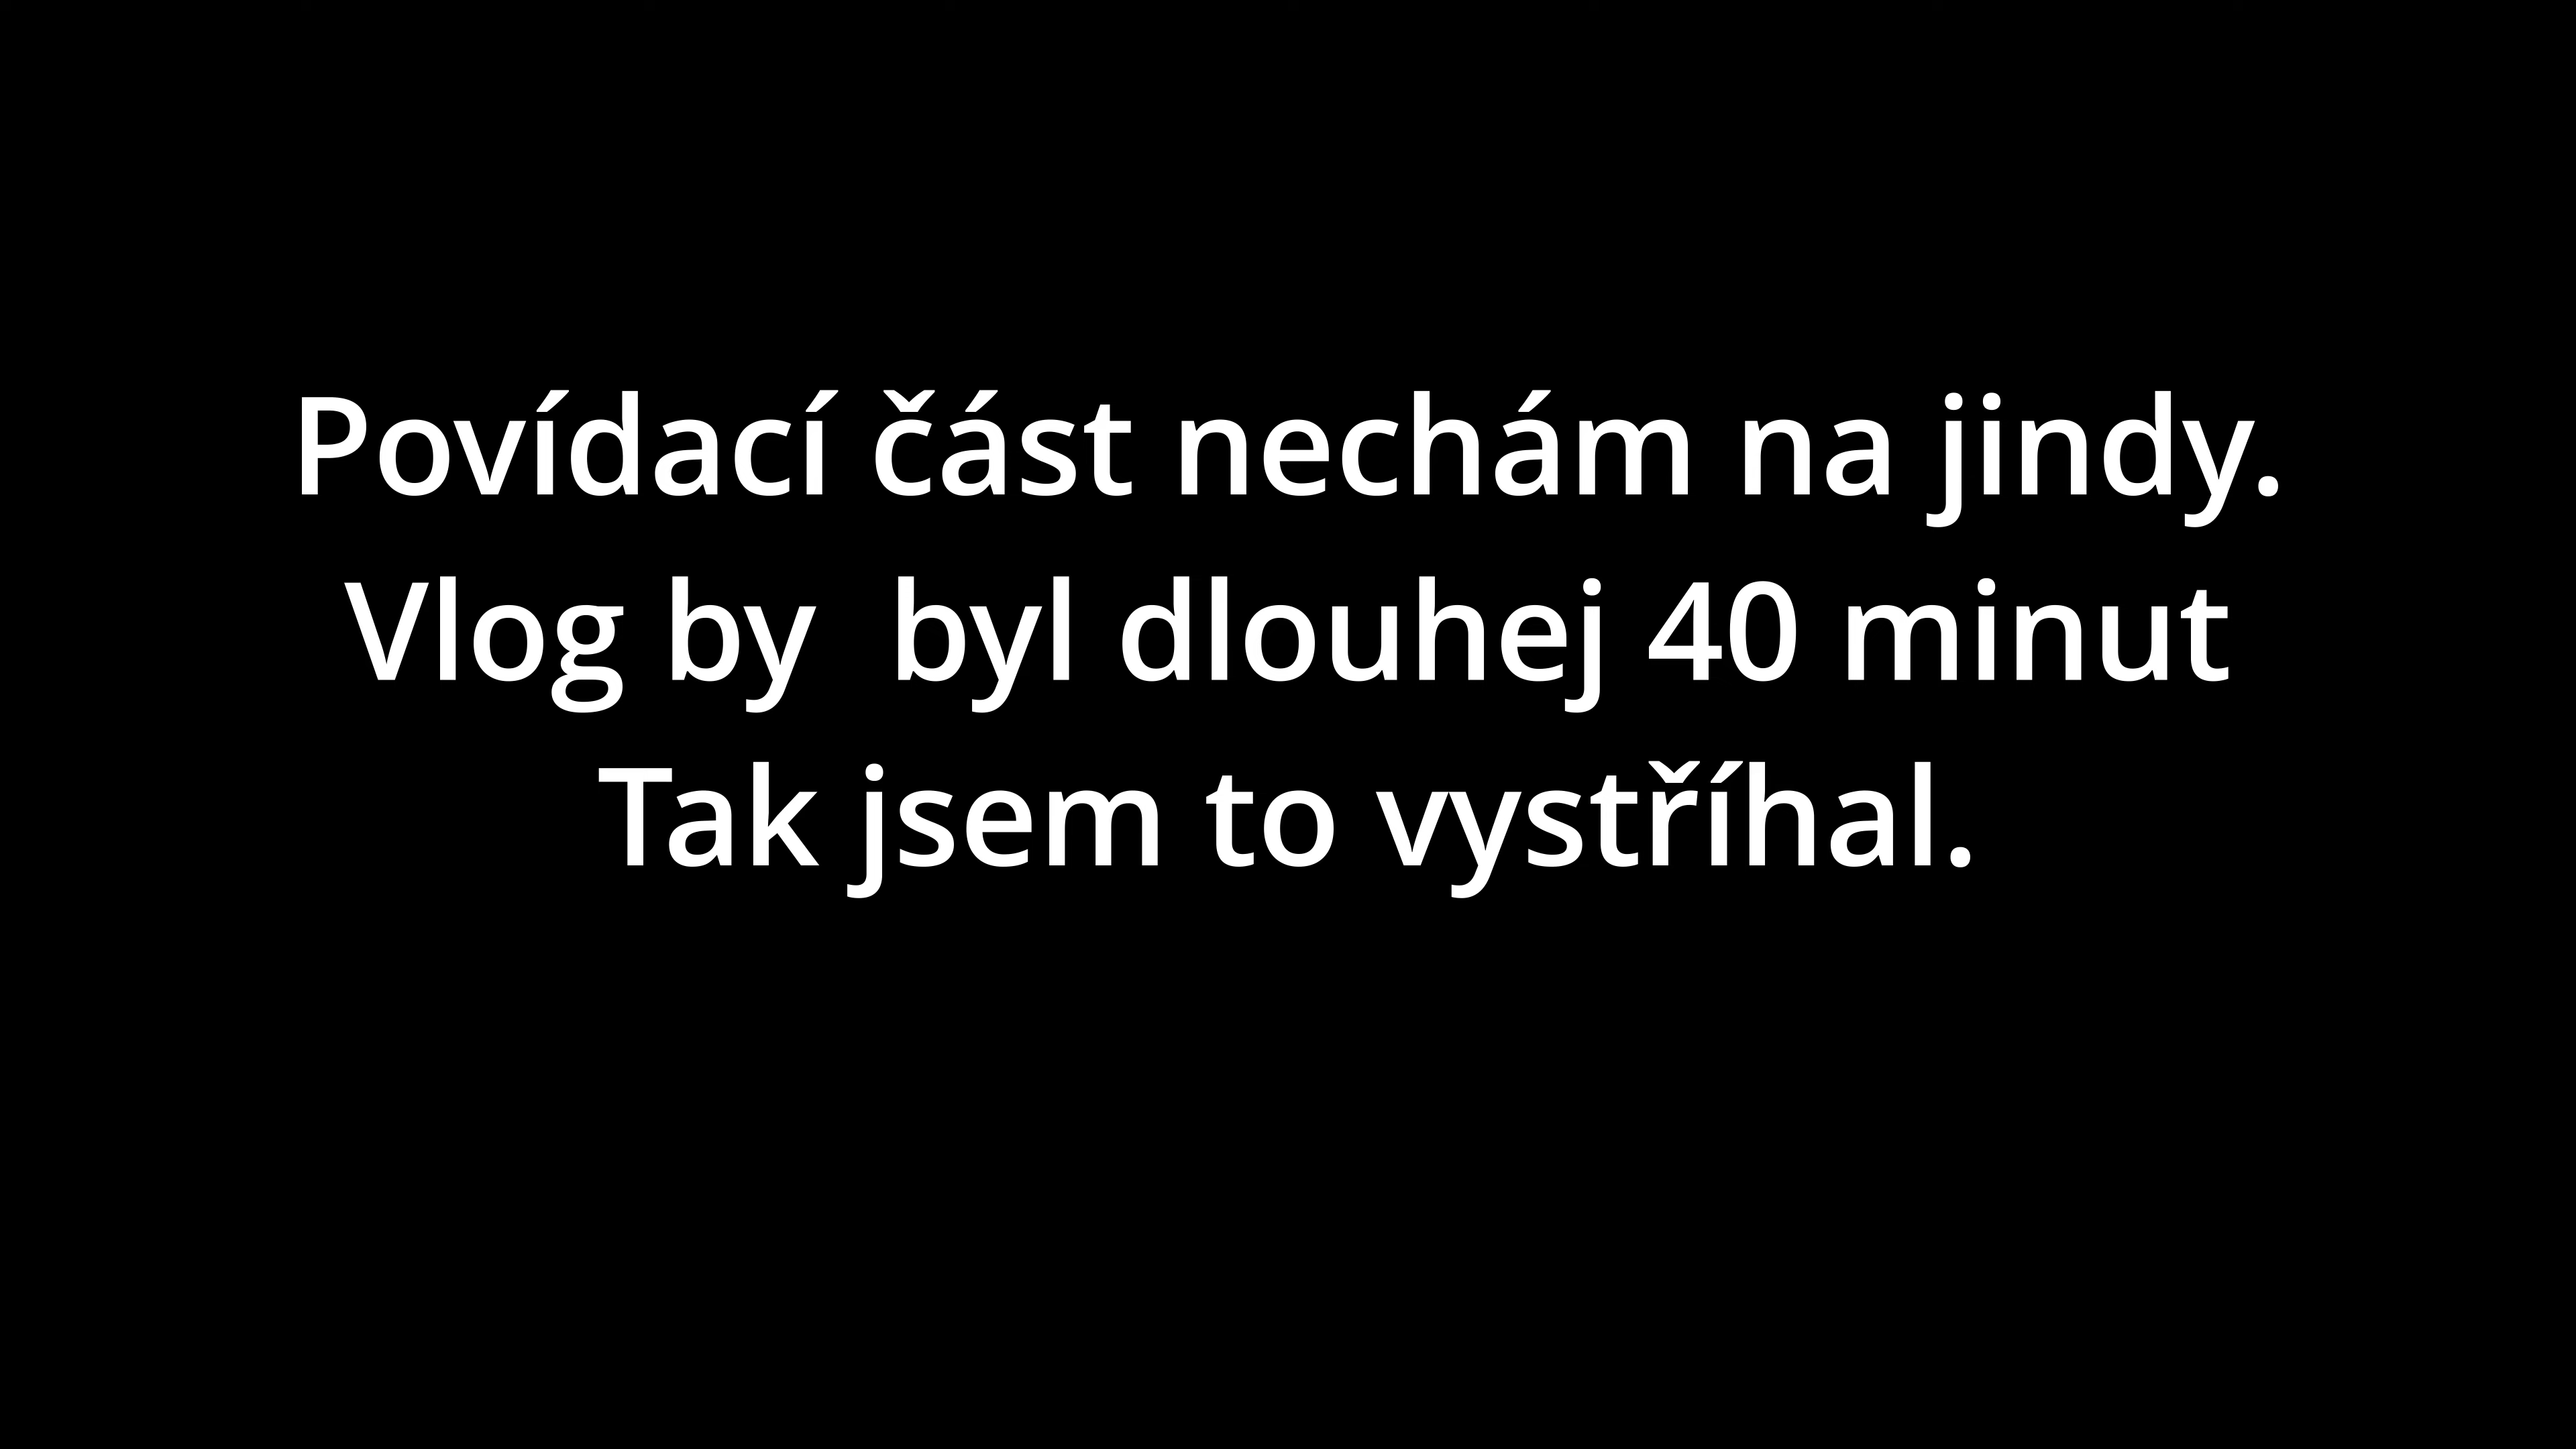 Povídací část nechám na jindy.
Vlog by  byl dlouhej 40 minut
Tak jsem to vystříhal.